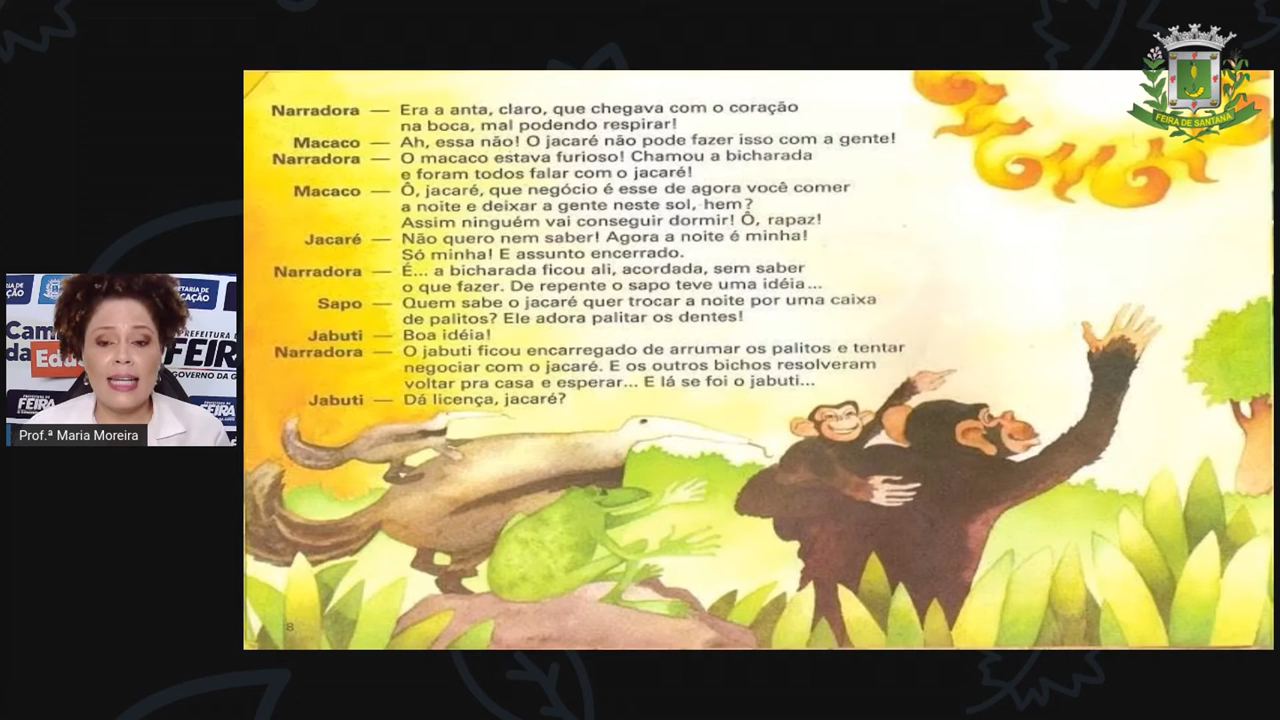 Narradora — Era a anta, claro, que chegava com o coração
na boca, mal podendo respirar!
Macaco — Ah, essa não! O jacaré não pode fazer isso com a gente!
Narradora — O macaco estava furioso! Chamou a bicharada
e foram todos falar com o jacaré!
Macaco — Ô, jacaré, que negócio é esse de agora você comer
a noite e deixar a gente neste sol, hem?
Assim ninguém vai conseguir dormir! Ô, rapaz!
Jacaré — Não quero nem saber! Agora a noite é minha!
Só minha! E assunto encerrado.
Narradora — É... a bicharada ficou ali, acordada, sem saber
o que fazer. De repente o sapo teve uma idéia...
Sapo — Quem sabe o jacaré quer trocar a noite por uma caixa
de palitos? Ele adora palitar os dentes!
Jabuti — Boa idéia!
Narradora — O jabuti ficou encarregado de arrumar os palitos e tentar
negociar com o jacaré. E os outros bichos resolveram
voltar pra casa e esperar... E lá se foi o jabuti...
Jabuti — Dá licença, jacaré?
8
FEIRA DE SANTANA
PREFEITURA
FEIR
GOVERNO DA
da Edu
FEIRA
Prof.ª Maria Moreira